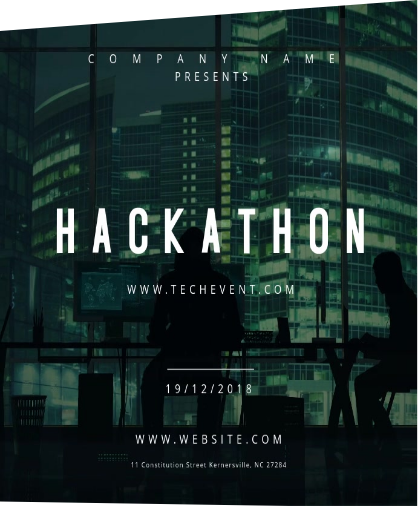 COMPANY NAME
PRESENTS
HACKATHON
WWW.TECHEVENT.COM
19/12/2018
WWW.WEBSITE.COM
11 Constitution Street Kernersville, NC 27284